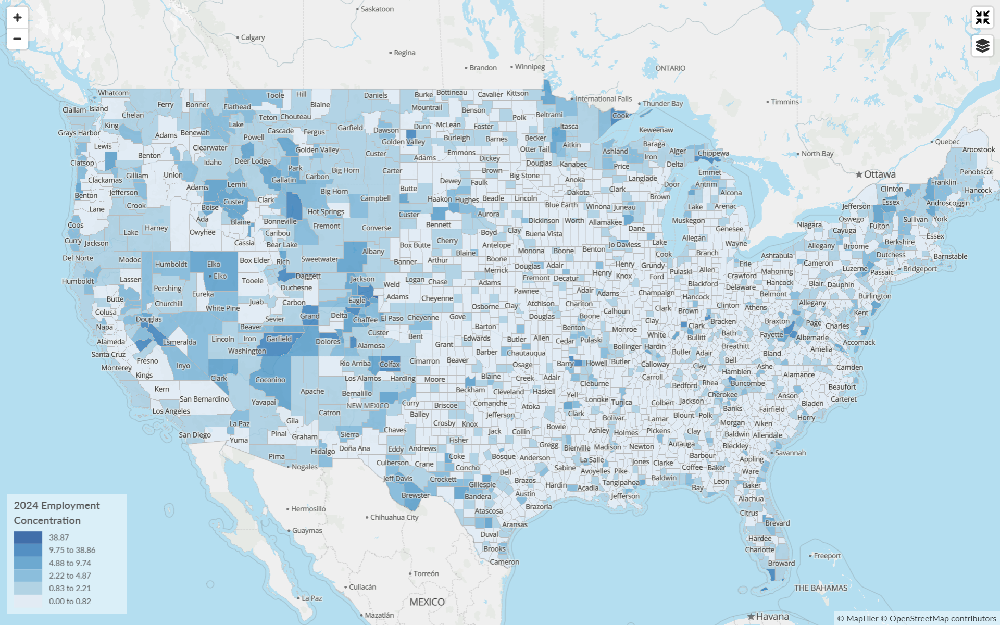 +
−
Saskatoon
Calgary
Regina
Brandon
Winnipeg
ONTARIO
Timmins
International Falls
Thunder Bay
Quebec
North Bay
Ottawa
Whatcom
Ferry
Bonner
Flathead
Toole
Hill
Blaine
Daniels
Burke
Bottineau
Cavalier
Kittson
Clallam
Island
Chelan
Teton
Chouteau
Mountrail
Benson
Polk
Beltrami
Cook
King
Lake
Garfield
Dawson
Dunn
McLean
Foster
Itasca
Keweenaw
Grays Harbor
Adams
Benewah
Powell
Cascade
Fergus
Golden Valley
Burleigh
Barnes
Becker
Aitkin
Baraga
Lewis
Benton
Clearwater
Deer Lodge
Golden Valley
Custer
Adams
Emmons
Dickey
Otter Tail
Ashland
Iron
Alger
Chippewa
Aroostook
Clatsop
Idaho
Park
Big Horn
Carter
Brown
Douglas
Kanabec
Price
Delta
Emmet
Penobscot
Clackamas
Gilliam
Union
Gallatin
Carbon
Big Stone
Anoka
Langlade
Door
Antrim
Franklin
Benton
Jefferson
Adams
Lemhi
Big Horn
Butte
Dewey
Faulk
Dakota
Clark
Brown
Alcona
Clinton
Hancock
Lane
Crook
Boise
Custer
Clark
Campbell
Haakon
Hughes
Beadle
Lincoln
Blue Earth
Winona
Juneau
Lake
Arenac
Jefferson
Essex
Androscoggin
Coos
Lake
Harney
Ada
Blaine
Bonneville
Hot Springs
Custer
Aurora
Dickinson
Worth
Allamakee
Dane
Muskegon
Genesee
Niagara
Oswego
Fulton
Sullivan
York
Curry
Jackson
Owyhee
Caribou
Fremont
Converse
Bennett
Boyd
Clay
Buena Vista
Cayuga
Essex
Del Norte
Modoc
Humboldt
Elko
Elko
Cassia
Bear Lake
Box Elder
Rich
Sweetwater
Albany
Box Butte
Cherry
Antelope
Monona
Boone
Benton
Jo Daviess
Lake
Allegan
Wayne
Allegany
Broome
Berkshire
Humboldt
Lassen
Pershing
Tooele
Daggett
Jackson
Banner
Arthur
Blaine
Boone
Douglas
Adair
Henry
Grundy
Cook
Branch
Ashtabula
Cameron
Luzerne
Dutchess
Barnstable
Butte
Eureka
Duchesne
Weld
Logan
Chase
Merrick
Fremont
Decatur
Henry
Knox
Ford
Pulaski
Allen
Erie
Crawford
Mahoning
Passaic
Bridgeport
Colusa
Churchill
White Pine
Juab
Carbon
Eagle
Adams
Cheyenne
Adams
Pawnee
Adair
Adams
Champaign
Blackford
Delaware
Hancock
Blair
Dauphin
Burlington
Napa
Douglas
Sevier
Grand
Delta
Chaffee
El Paso
Cheyenne
Gove
Osborne
Clay
Atchison
Chariton
Calhoun
Clark
Hancock
Brown
Clinton
Athens
Belmont
Allegany
Kent
Alameda
Beaver
Custer
Barton
Douglas
Boone
Monroe
Clay
Clark
Bracken
Braxton
Page
Charles
Santa Cruz
Esmeralda
Lincoln
Iron
Garfield
Dolores
Alamosa
Bent
Grant
Edwards
Butler
Allen
Benton
Cedar
Pulaski
White
Bullitt
Bath
Fayette
Albemarle
Accomack
Monterey
Fresno
Inyo
Washington
Barber
Chautauqua
Bollinger
Hardin
Butler
Adair
Breathitt
Bland
Amelia
Kings
Clark
Coconino
Rio Arriba
Colfax
Cimarron
Beaver
Osage
Barry
Howell
Butler
Calloway
Clay
Bell
Ashe
Camden
Kern
Apache
Los Alamos
Harding
Moore
Blaine
Creek
Adair
Cleburne
Carroll
Hamblen
Alamance
San Bernardino
Yavapai
Bernalillo
Beckham
Cleveland
Haskell
Yell
Bedford
Rhea
Buncombe
Beaufort
Los Angeles
NEW MEXICO
Curry
Briscoe
Comanche
Atoka
Lonoke
Tunica
Colbert
Jackson
Cherokee
Anson
Carteret
La Paz
Gila
Catron
Bailey
Jefferson
Clark
Bolivar
Lamar
Blount
Polk
Banks
Fairfield
Bladen
San Diego
Yuma
Pinal
Graham
Sierra
Chaves
Crosby
Knox
Jack
Collin
Bowie
Ashley
Holmes
Pickens
Clay
Morgan
Aiken
Horry
Pima
Hidalgo
Doña Ana
Eddy
Andrews
Fisher
Gregg
Bienville
Madison
Newton
Autauga
Baldwin
Allendale
Bleckley
Nogales
Culberson
Crane
Coke
Bosque
Anderson
La Salle
Jones
Clarke
Barbour
Appling
Savannah
Jeff Davis
Crockett
Concho
Bell
Sabine
Avoyelles
Pike
Coffee
Baker
Ware
Brewster
Gillespie
Brazos
Hardin
Acadia
Tangipahoa
Baldwin
Bay
Leon
Baker
Bandera
Austin
Jefferson
Alachua
Hermosillo
Chihuahua City
Atascosa
Brazoria
Citrus
Guaymas
Aransas
Brevard
Duval
Hardee
Brooks
Charlotte
Cameron
Broward
Freeport
Torreón
Culiacán
La Paz
MEXICO
Mazatlán
THE BAHAMAS
Havana
2024 Employment
Concentration
38.87
9.75 to 38.86
4.88 to 9.74
2.22 to 4.87
0.83 to 2.21
0.00 to 0.82
© MapTiler © OpenStreetMap contributors